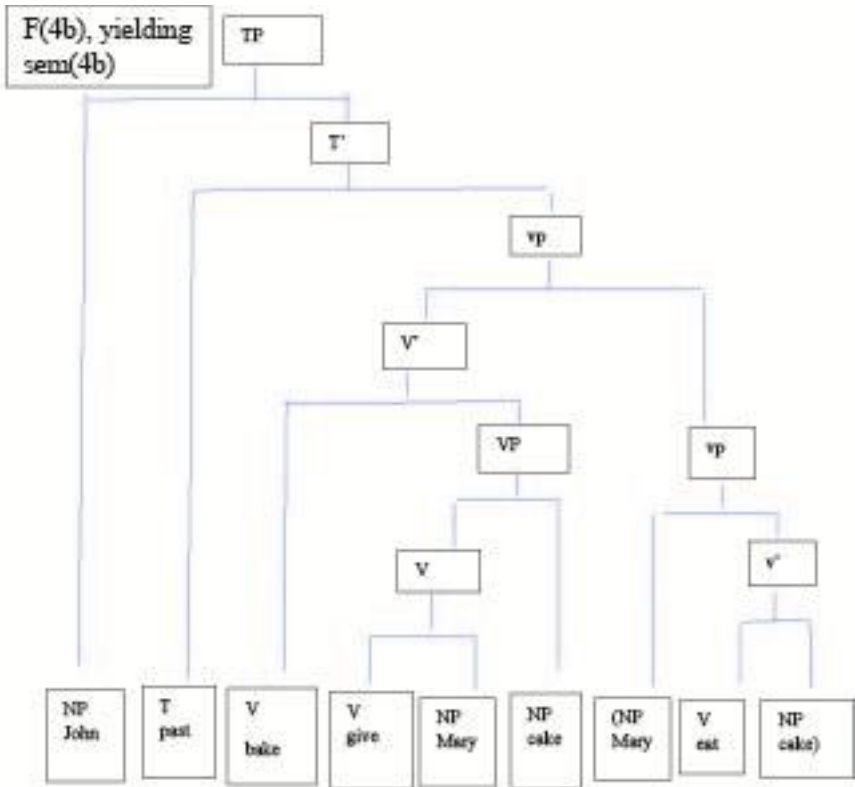 F(4b), yielding
sem(4b)
TP
T'
vp
V'
VP
vp
V
v'
NP
John
T
past
V
bake
V
give
NP
Mary
NP
cake
(NP
Mary
V
eat
NP
cake)